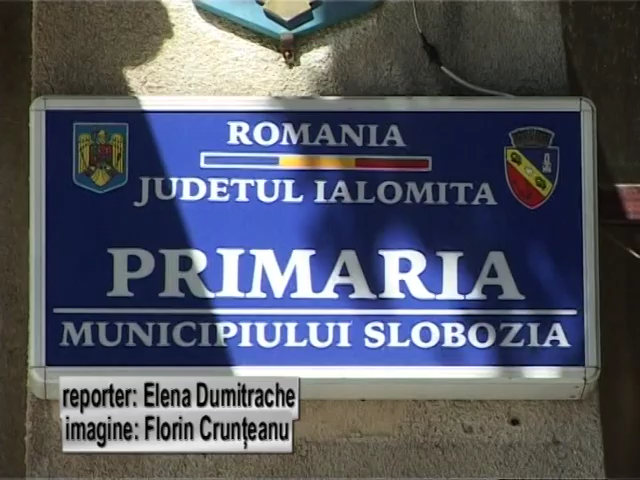 ROMANIA
JUDETUL IALOMITA
PRIMARIA
MUNICIPIULUI SLOBOZIA
reporter: Elena Dumitrache
imagine: Florin Crunțeanu